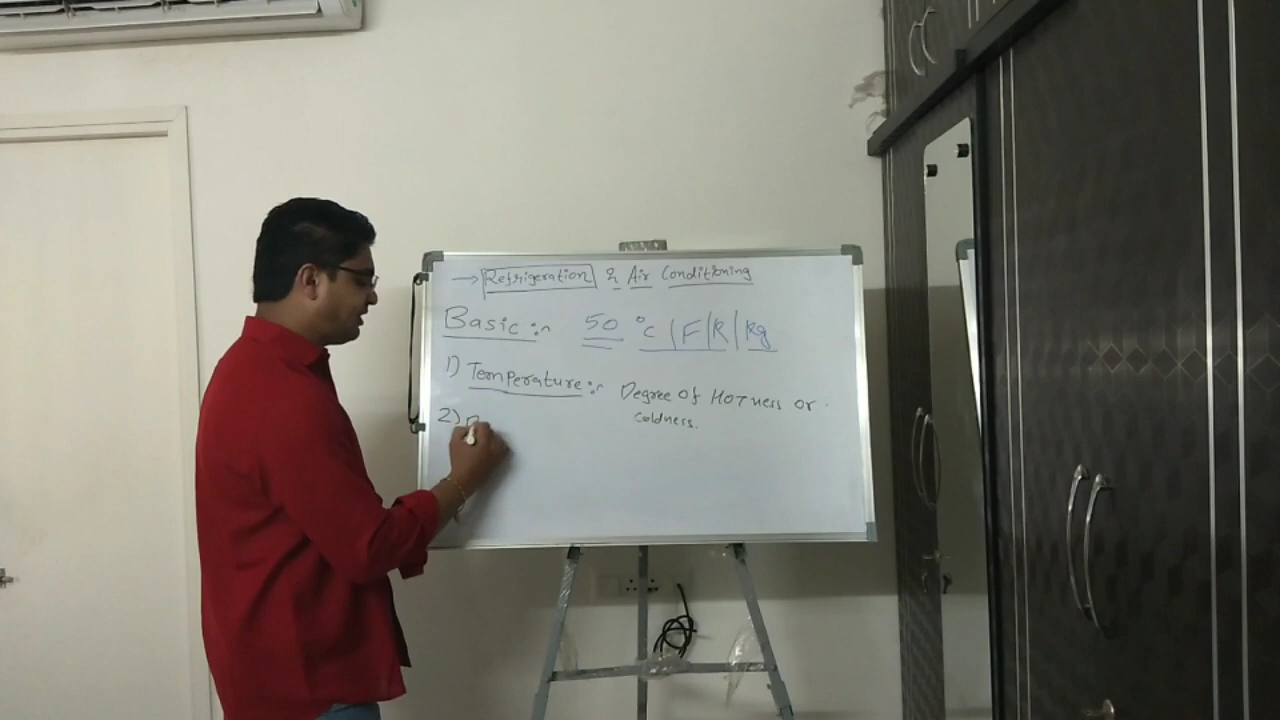 → Refrigeration & Air Conditioning
Basic :- 50 °C | F | K | kg
1) Temperature :- Degree of HOTness or
coldness.
2)